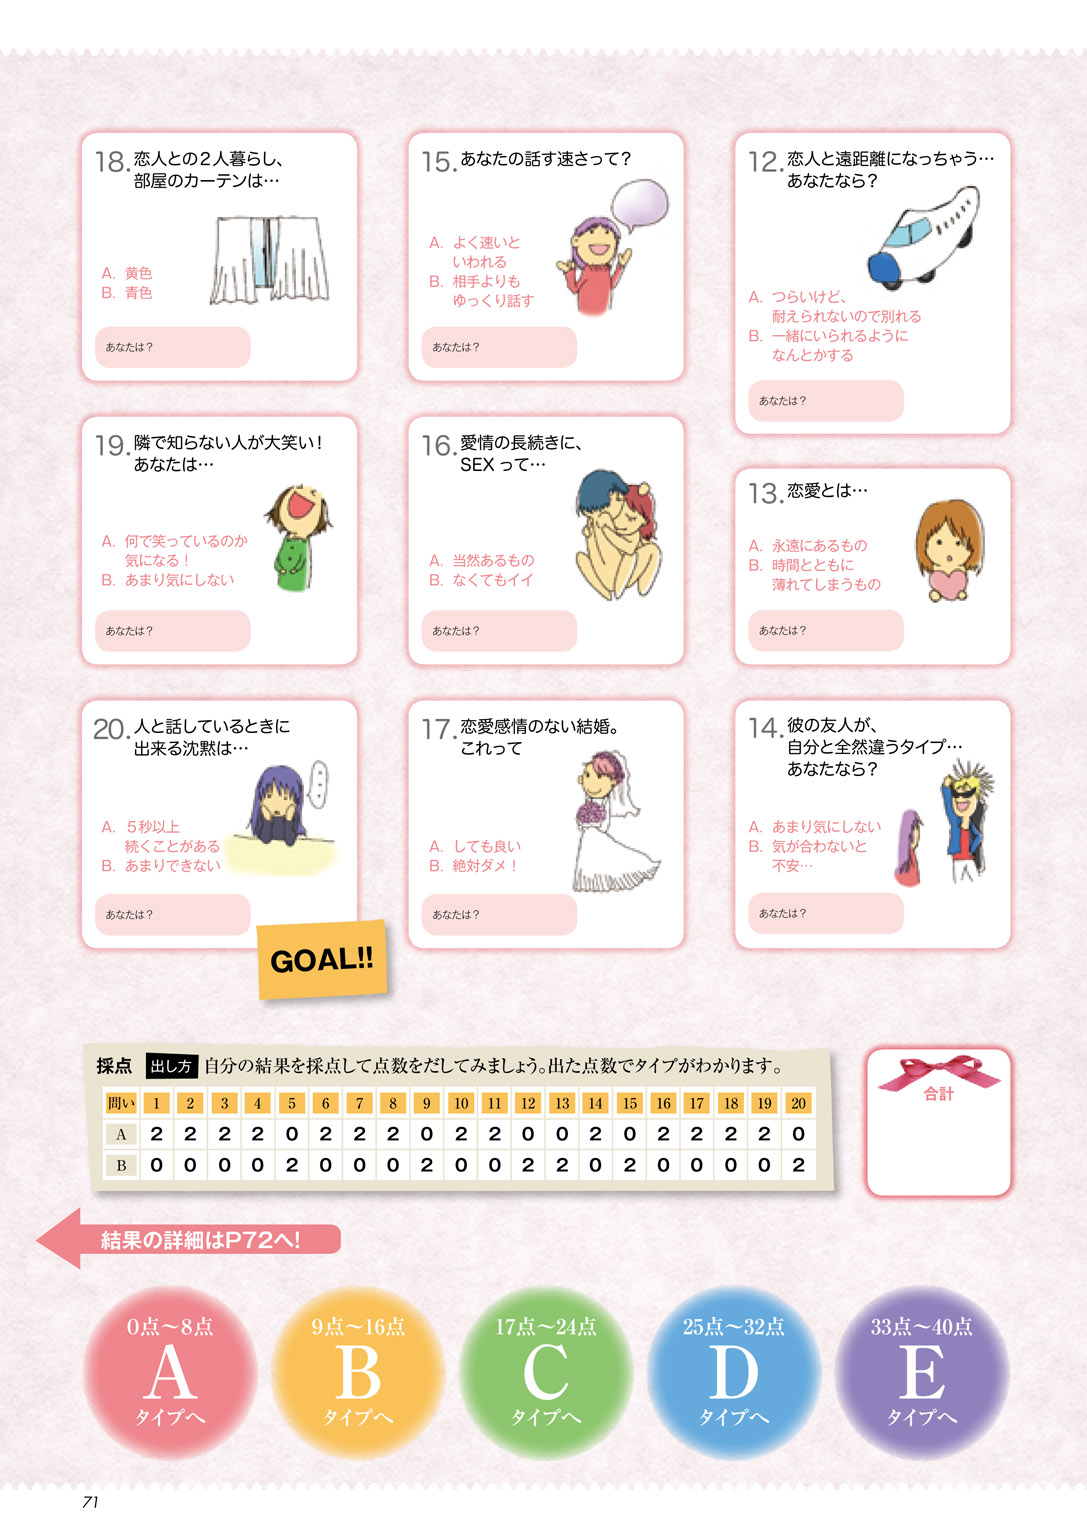 12. 恋人と遠距離になっちゃう…
あなたなら？
A. つらいけど、
耐えられないので別れる
B. 一緒にいられるように
なんとかする
あなたは？
13. 恋愛とは…
A. 永遠にあるもの
B. 時間とともに
薄れてしまうもの
あなたは？
14. 彼の友人が、
自分と全然違うタイプ…
あなたなら？
A. あまり気にしない
B. 気が合わないと
不安…
あなたは？
15. あなたの話す速さって？
A. よく速いと
いわれる
B. 相手よりも
ゆっくり話す
あなたは？
16. 愛情の長続きに、
SEX って…
A. 当然あるもの
B. なくてもイイ
あなたは？
17. 恋愛感情のない結婚。
これって
A. しても良い
B. 絶対ダメ！
あなたは？
18. 恋人との２人暮らし、
部屋のカーテンは…
A. 黄色
B. 青色
あなたは？
19. 隣で知らない人が大笑い！
あなたは…
A. 何で笑っているのか
気になる！
B. あまり気にしない
あなたは？
20. 人と話しているときに
出来る沈黙は…
A. ５秒以上
続くことがある
B. あまりできない
あなたは？
GOAL!!
採点 出し方 自分の結果を採点して点数をだしてみましょう。出た点数でタイプがわかります。
問い 1 2 3 4 5 6 7 8 9 10 11 12 13 14 15 16 17 18 19 20
A 2 2 2 2 0 2 2 2 0 2 2 0 0 2 0 2 2 2 2 0
B 0 0 0 0 2 0 0 0 2 0 0 2 2 0 2 0 0 0 0 2
合計
結果の詳細はP72へ！
0点～8点
A
タイプへ
9点～16点
B
タイプへ
17点～24点
C
タイプへ
25点～32点
D
タイプへ
33点～40点
E
タイプへ
71